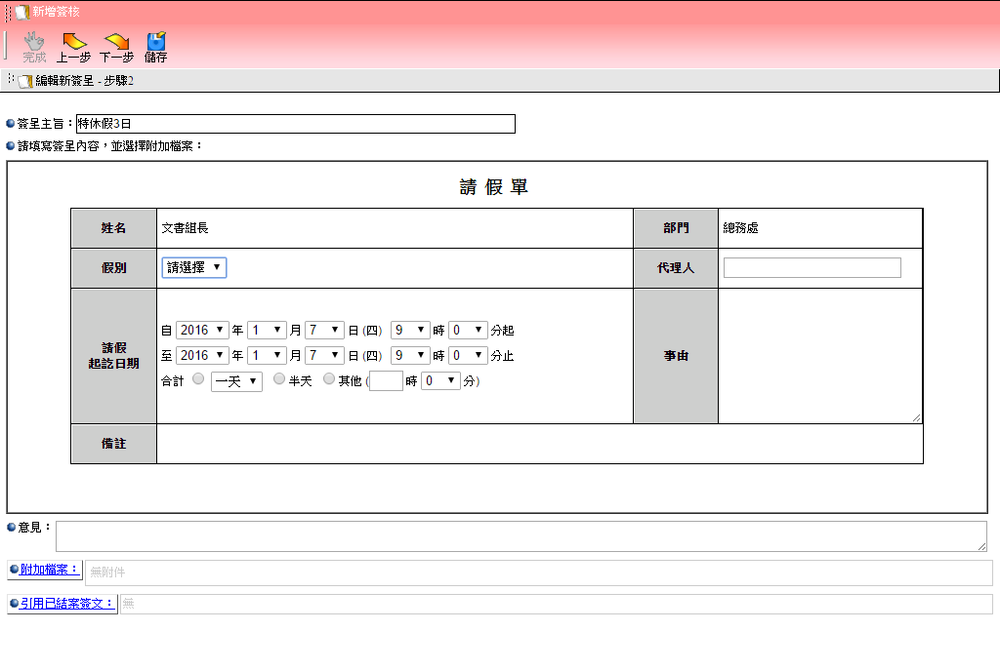 新增簽核
完成 上一步 下一步 儲存
編輯新簽呈 - 步驟2
簽呈主旨：特休假3日
請填寫簽呈內容，並選擇附加檔案：
請 假 單
姓名 文書組長 部門 總務處
假別 請選擇 代理人
請假
起訖日期
自 2016 年 1 月 7 日 (四) 9 時 0 分起
至 2016 年 1 月 7 日 (四) 9 時 0 分止
合計 一天 半天 其他 ( 時 0 分)
事由
備註
意見：
附加檔案： 無附件
引用已結案簽文： 無